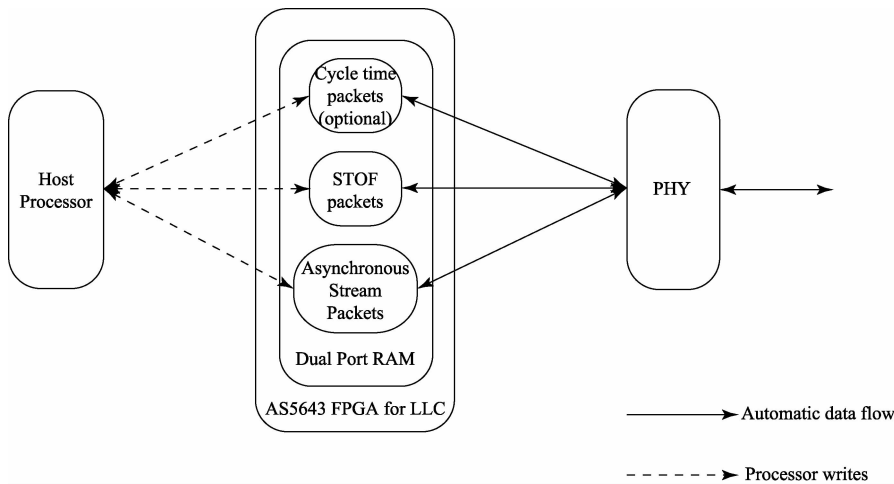 Host
Processor
Cycle time
packets
(optional)
STOF
packets
Asynchronous
Stream
Packets
Dual Port RAM
AS5643 FPGA for LLC
PHY
Automatic data flow
Processor writes